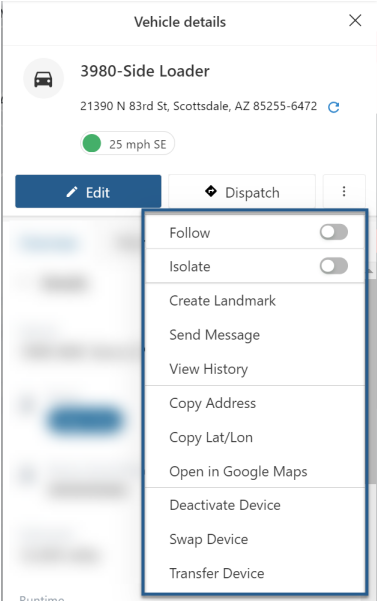 Vehicle details
3980-Side Loader
21390 N 83rd St, Scottsdale, AZ 85255-6472
25 mph SE
Edit
Dispatch
Follow
Isolate
Create Landmark
Send Message
View History
Copy Address
Copy Lat/Lon
Open in Google Maps
Deactivate Device
Swap Device
Transfer Device
Runtime